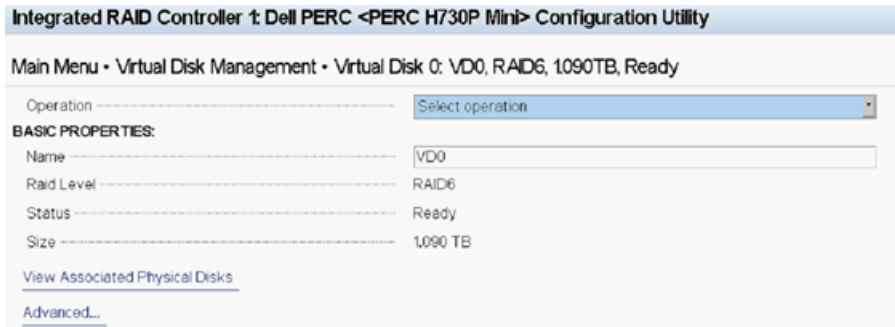 Integrated RAID Controller 1: Dell PERC <PERC H730P Mini> Configuration Utility
Main Menu • Virtual Disk Management • Virtual Disk 0: VD0, RAID6, 1.090TB, Ready
Operation Select operation
BASIC PROPERTIES:
Name VD0
Raid Level RAID6
Status Ready
Size 1.090 TB
View Associated Physical Disks
Advanced...